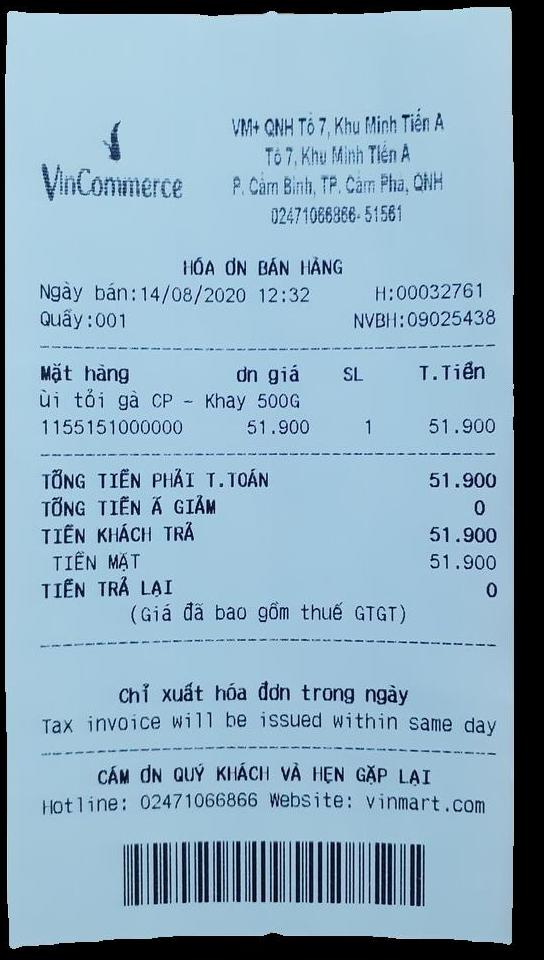 VM+ QNH Tổ 7, Khu Minh Tiến A
Tổ 7, Khu Minh Tiến A
P. Cẩm Bình, TP. Cẩm Phả, QNH
02471066866-51561
VinCommerce
HÓA ƠN BÁN HÀNG
Ngày bán:14/08/2020 12:32 H:00032761
Quầy:001 NVBH:09025438
Mặt hàng ơn giá SL T.Tiền
ùi tỏi gà CP - Khay 500G
1155151000000 51.900 1 51.900
TỔNG TIỀN PHẢI T.TOÁN 51.900
TỔNG TIỀN Ã GIẢM 0
TIỀN KHÁCH TRẢ 51.900
TIỀN MẶT 51.900
TIỀN TRẢ LẠI 0
(Giá đã bao gồm thuế GTGT)
Chỉ xuất hóa đơn trong ngày
Tax invoice will be issued within same day
CẢM ƠN QUÝ KHÁCH VÀ HẸN GẶP LẠI
Hotline: 02471066866 Website: vinmart.com